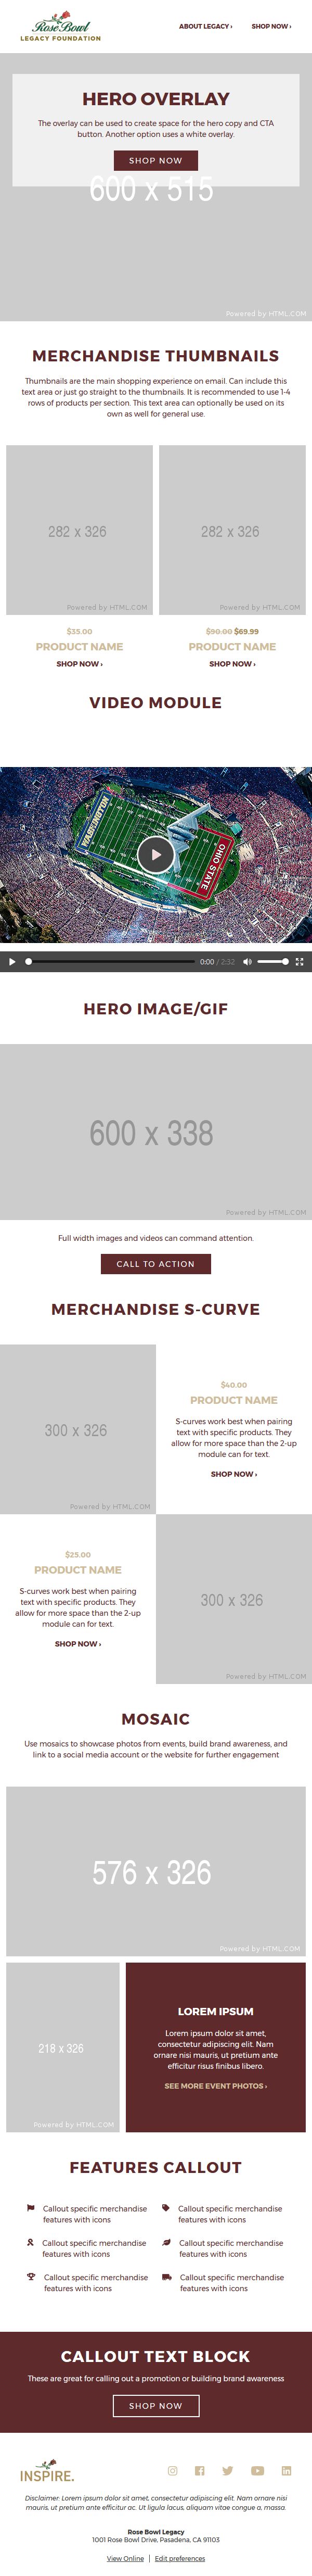 Rose Bowl
LEGACY FOUNDATION
ABOUT LEGACY ›
SHOP NOW ›
HERO OVERLAY
The overlay can be used to create space for the hero copy and CTA
button. Another option uses a white overlay.
SHOP NOW
600 x 515
Powered by HTML.COM
MERCHANDISE THUMBNAILS
Thumbnails are the main shopping experience on email. Can include this
text area or just go straight to the thumbnails. It is recommended to use 1-4
rows of products per section. This text area can optionally be used on its
own as well for general use.
282 x 326
Powered by HTML.COM
282 x 326
Powered by HTML.COM
$35.00
PRODUCT NAME
SHOP NOW ›
$90.00 $69.99
PRODUCT NAME
SHOP NOW ›
VIDEO MODULE
WASHINGTON
OHIO STATE
0:00 / 2:32
HERO IMAGE/GIF
600 x 338
Powered by HTML.COM
Full width images and videos can command attention.
CALL TO ACTION
MERCHANDISE S-CURVE
300 x 326
Powered by HTML.COM
$40.00
PRODUCT NAME
S-curves work best when pairing
text with specific products. They
allow for more space than the 2-up
module can for text.
SHOP NOW ›
$25.00
PRODUCT NAME
S-curves work best when pairing
text with specific products. They
allow for more space than the 2-up
module can for text.
SHOP NOW ›
300 x 326
Powered by HTML.COM
MOSAIC
Use mosaics to showcase photos from events, build brand awareness, and
link to a social media account or the website for further engagement
576 x 326
Powered by HTML.COM
218 x 326
Powered by HTML.COM
LOREM IPSUM
Lorem ipsum dolor sit amet,
consectetur adipiscing elit. Nam
ornare nisi mauris, ut pretium ante
efficitur risus finibus libero.
SEE MORE EVENT PHOTOS ›
FEATURES CALLOUT
Callout specific merchandise
features with icons
Callout specific merchandise
features with icons
Callout specific merchandise
features with icons
Callout specific merchandise
features with icons
Callout specific merchandise
features with icons
Callout specific merchandise
features with icons
CALLOUT TEXT BLOCK
These are great for calling out a promotion or building brand awareness
SHOP NOW
INSPIRE.
Disclaimer: Lorem ipsum dolor sit amet, consectetur adipiscing elit. Nam ornare nisi
mauris, ut pretium ante efficitur ac. Ut ligula lacus, aliquam vitae congue a, massa.
Rose Bowl Legacy
1001 Rose Bowl Drive, Pasadena, CA 91103
View Online | Edit preferences